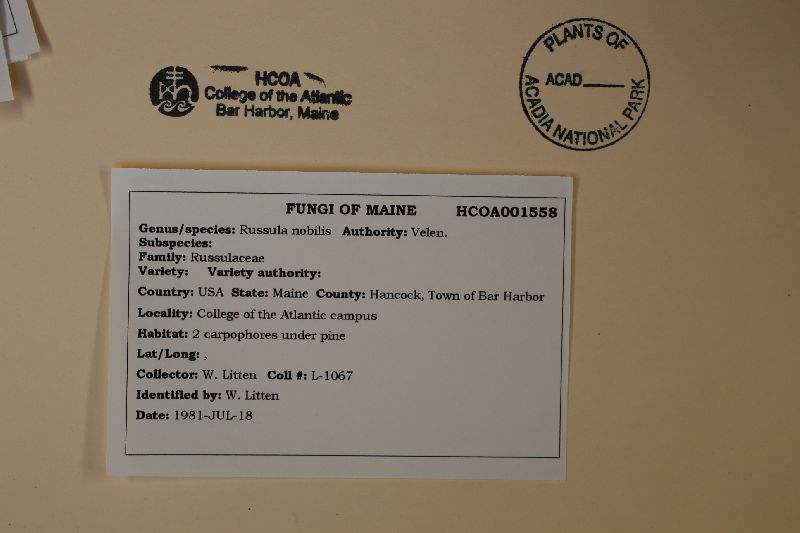 HCOA
College of the Atlantic
Bar Harbor, Maine
PLANTS OF
ACAD____
ACADIA NATIONAL PARK
FUNGI OF MAINE HCOA001558
Genus/species: Russula nobilis Authority: Velen.
Subspecies:
Family: Russulaceae
Variety: Variety authority:
Country: USA State: Maine County: Hancock, Town of Bar Harbor
Locality: College of the Atlantic campus
Habitat: 2 carpophores under pine
Lat/Long: ,
Collector: W. Litten Coll #: L-1067
Identified by: W. Litten
Date: 1981-JUL-18